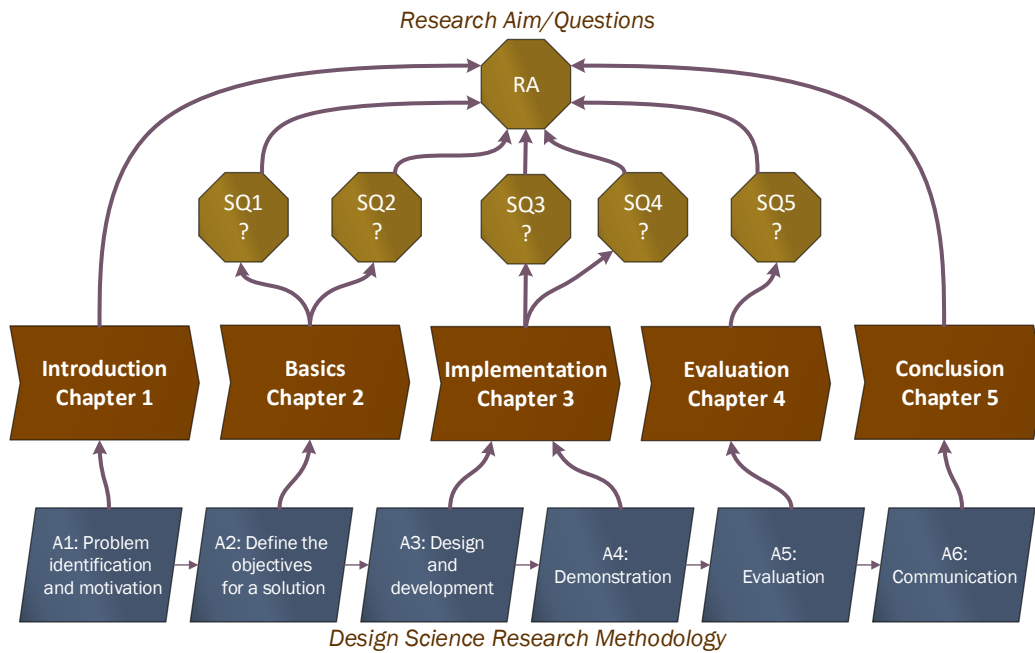 Research Aim/Questions
RA
SQ1
?
SQ2
?
SQ3
?
SQ4
?
SQ5
?
Introduction
Chapter 1
Basics
Chapter 2
Implementation
Chapter 3
Evaluation
Chapter 4
Conclusion
Chapter 5
A1: Problem
identification
and motivation
A2: Define the
objectives
for a solution
A3: Design
and
development
A4:
Demonstration
A5:
Evaluation
A6:
Communication
Design Science Research Methodology